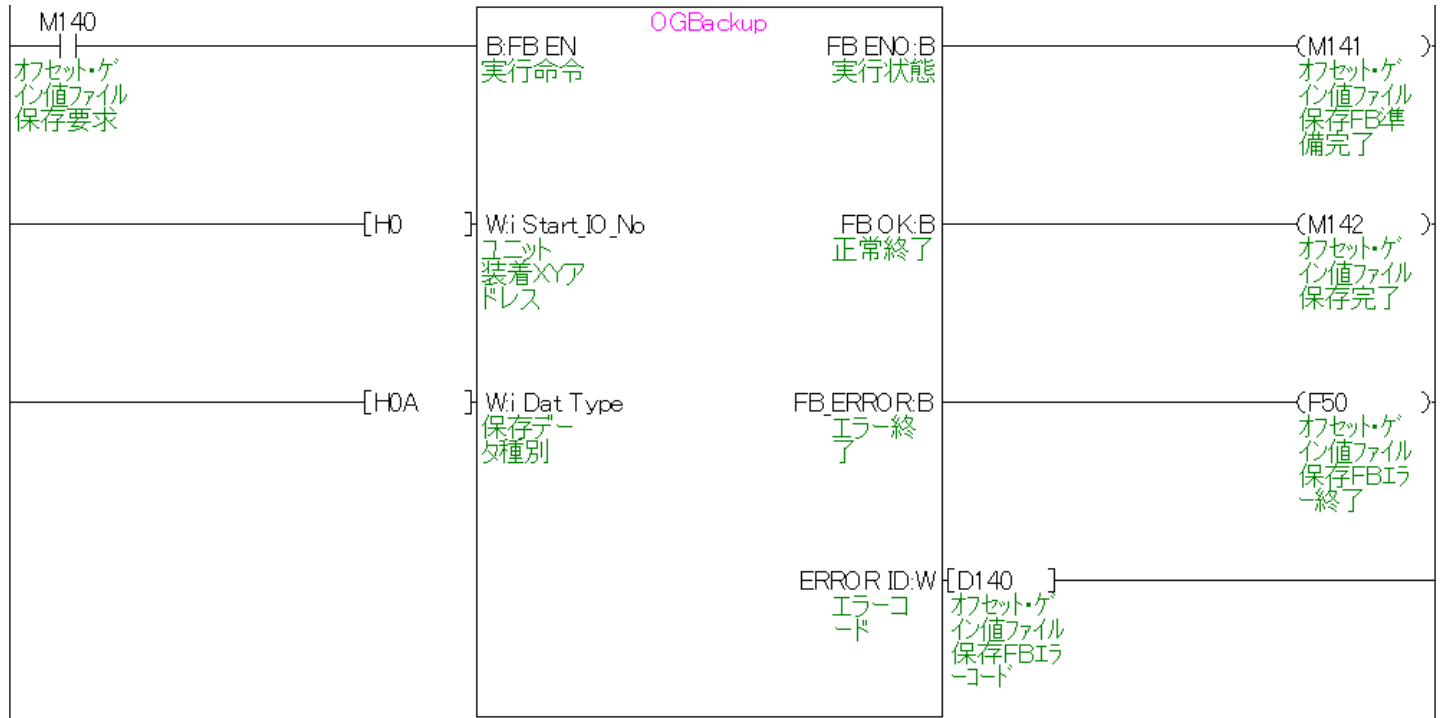 M140
オフセット・ゲ
イン値ファイル
保存要求
OGBackup
B:FB EN
実行命令
FB ENO:B
実行状態
(M141 )
オフセット・ゲ
イン値ファイル
保存FB準
備完了
[H0 ]
W:i Start_IO_No
ユニット
装着XYア
ドレス
FB OK:B
正常終了
(M142 )
オフセット・ゲ
イン値ファイル
保存完了
[H0A ]
W:i Dat Type
保存デー
タ種別
FB_ERROR:B
エラー終
了
(F50 )
オフセット・ゲ
イン値ファイル
保存FBエラ
ー終了
ERROR ID:W
エラーコ
ード
[D140 ]
オフセット・ゲ
イン値ファイル
保存FBエラ
ーコード